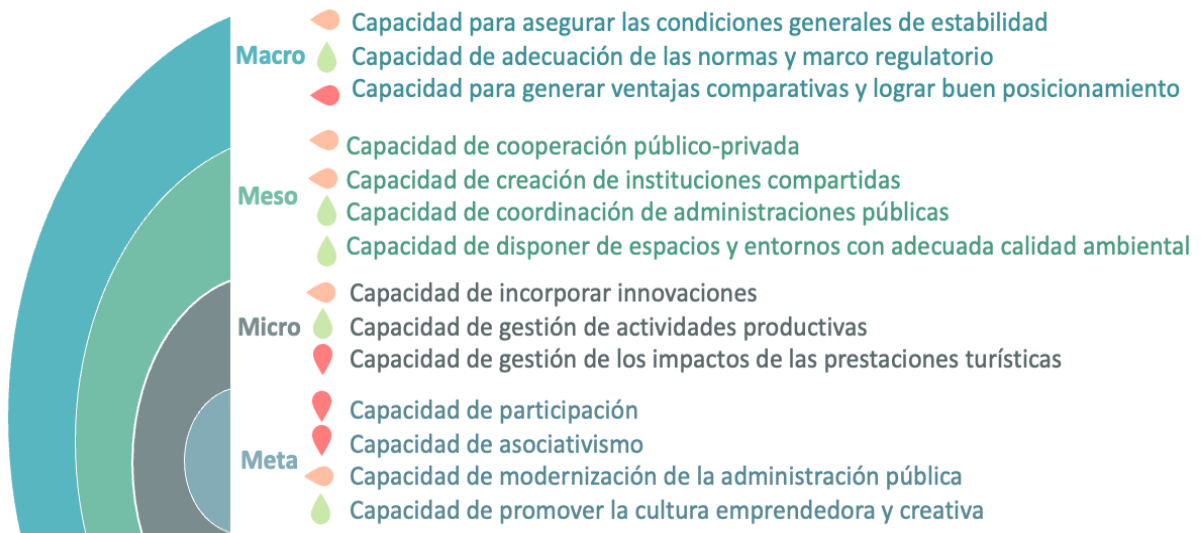 Macro
Capacidad para asegurar las condiciones generales de estabilidad
Capacidad de adecuación de las normas y marco regulatorio
Capacidad para generar ventajas comparativas y lograr buen posicionamiento
Meso
Capacidad de cooperación público-privada
Capacidad de creación de instituciones compartidas
Capacidad de coordinación de administraciones públicas
Capacidad de disponer de espacios y entornos con adecuada calidad ambiental
Micro
Capacidad de incorporar innovaciones
Capacidad de gestión de actividades productivas
Capacidad de gestión de los impactos de las prestaciones turísticas
Meta
Capacidad de participación
Capacidad de asociativismo
Capacidad de modernización de la administración pública
Capacidad de promover la cultura emprendedora y creativa